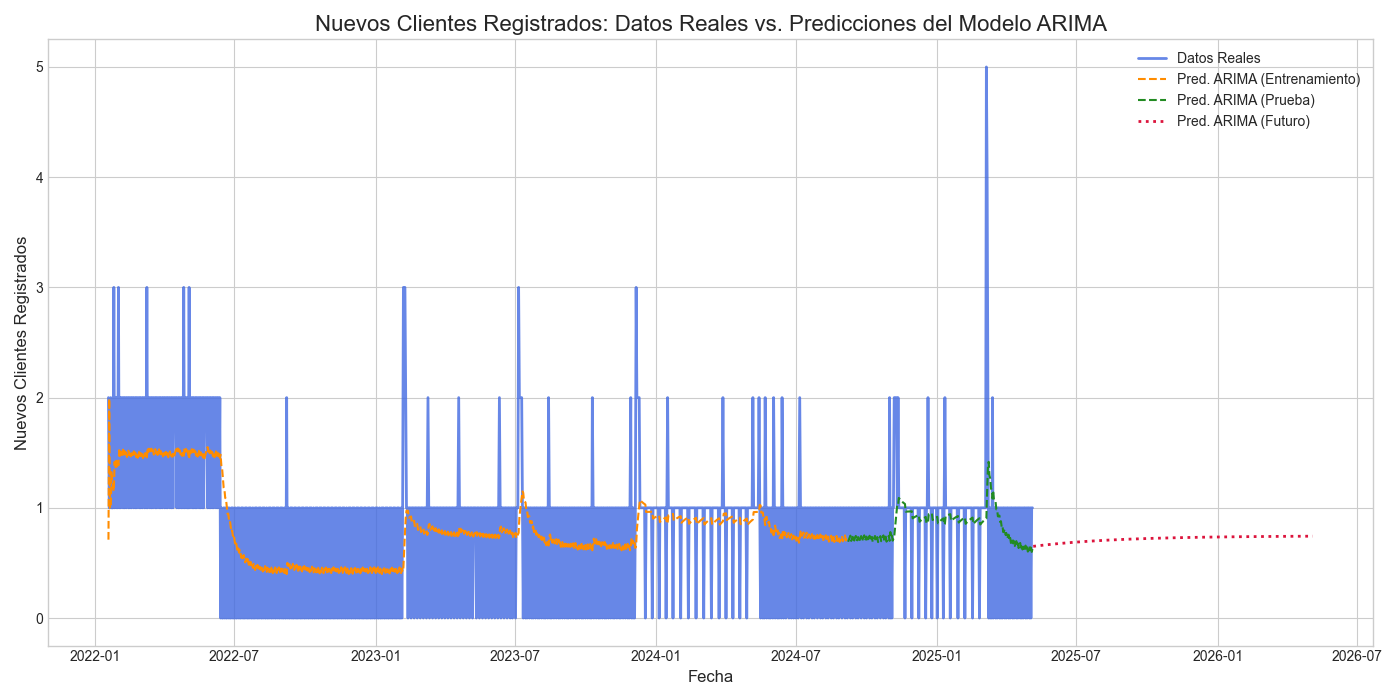 Nuevos Clientes Registrados: Datos Reales vs. Predicciones del Modelo ARIMA
Datos Reales
Pred. ARIMA (Entrenamiento)
Pred. ARIMA (Prueba)
Pred. ARIMA (Futuro)
Nuevos Clientes Registrados
5
4
3
2
1
0
2022-01
2022-07
2023-01
2023-07
2024-01
2024-07
2025-01
2025-07
2026-01
2026-07
Fecha